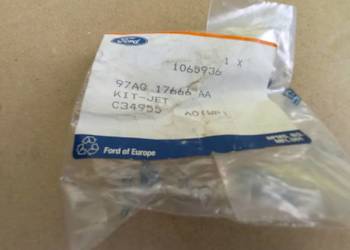 Ford
1 X
1065936
97AG 17666 AA
KIT-JET
C34955
Ford of Europe